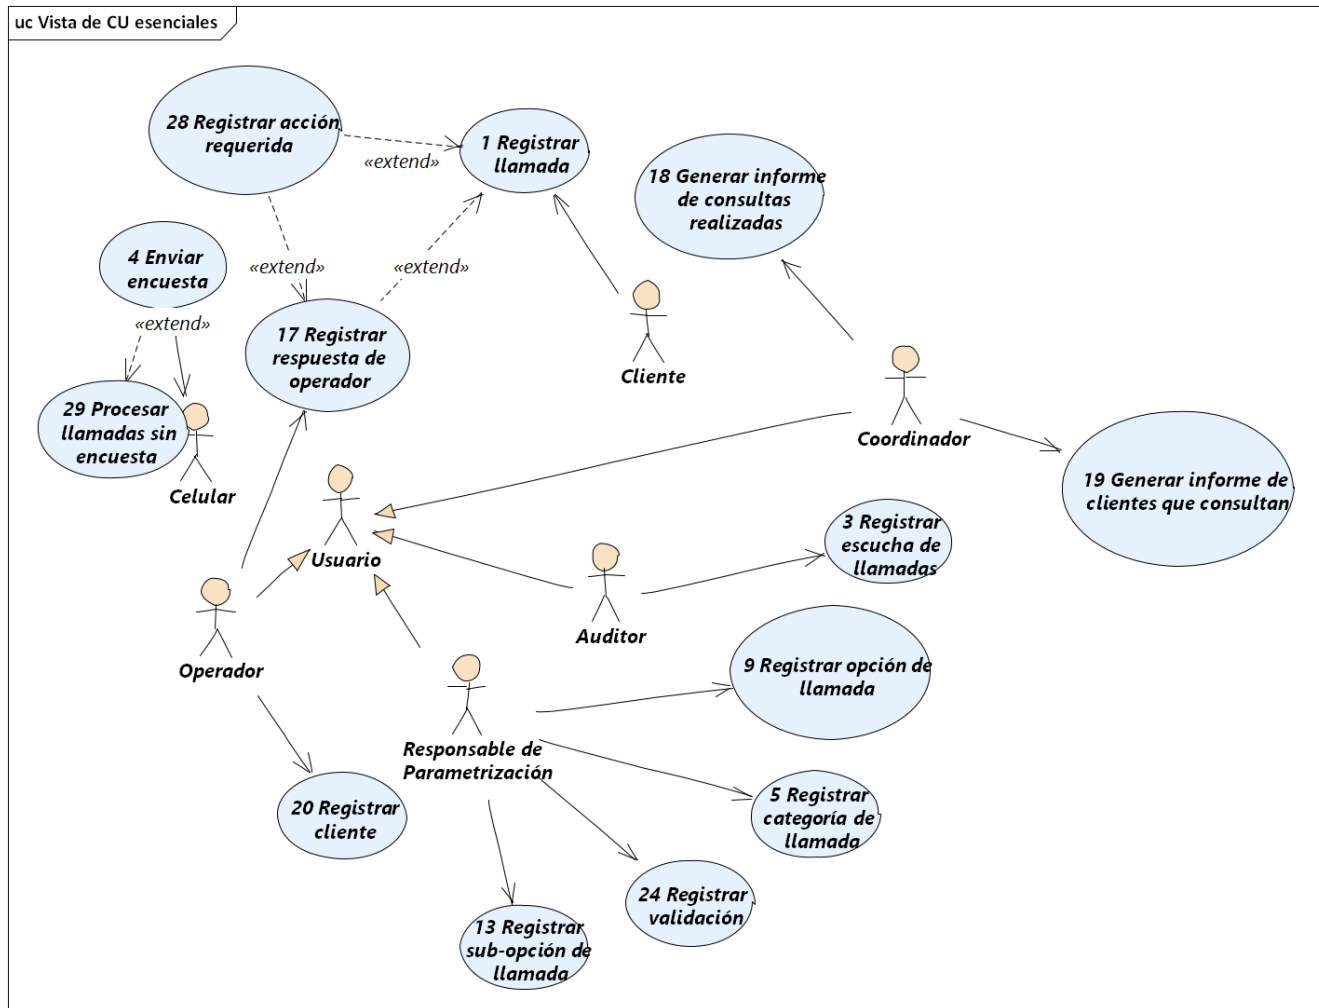 uc Vista de CU esenciales
28 Registrar acción
requerida
1 Registrar
llamada
«extend»
18 Generar informe
de consultas
realizadas
4 Enviar
encuesta
«extend»
«extend»
«extend»
17 Registrar
respuesta de
operador
Cliente
29 Procesar
llamadas sin
encuesta
Celular
Coordinador
19 Generar informe de
clientes que consultan
3 Registrar
escucha de
llamadas
Usuario
Auditor
Operador
9 Registrar opción de
llamada
Responsable de
Parametrización
20 Registrar
cliente
5 Registrar
categoría de
llamada
24 Registrar
validación
13 Registrar
sub-opción de
llamada